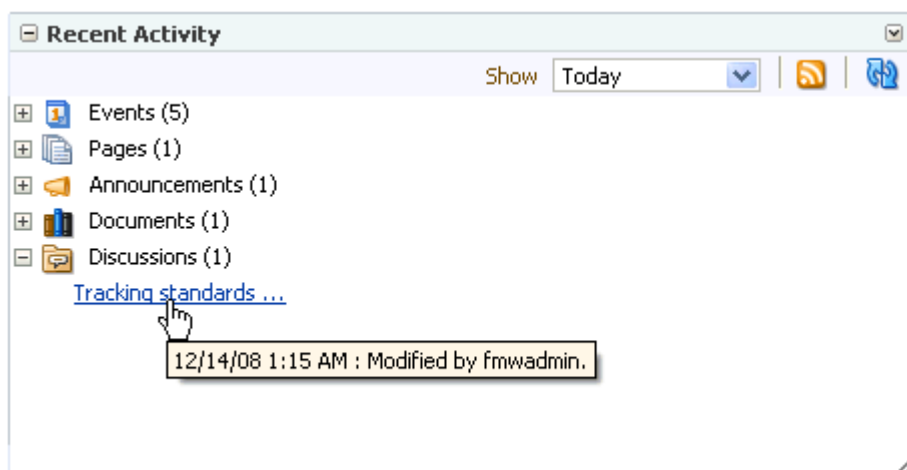 Recent Activity
Show Today
Events (5)
Pages (1)
Announcements (1)
Documents (1)
Discussions (1)
Tracking standards ...
12/14/08 1:15 AM : Modified by fmwadmin.